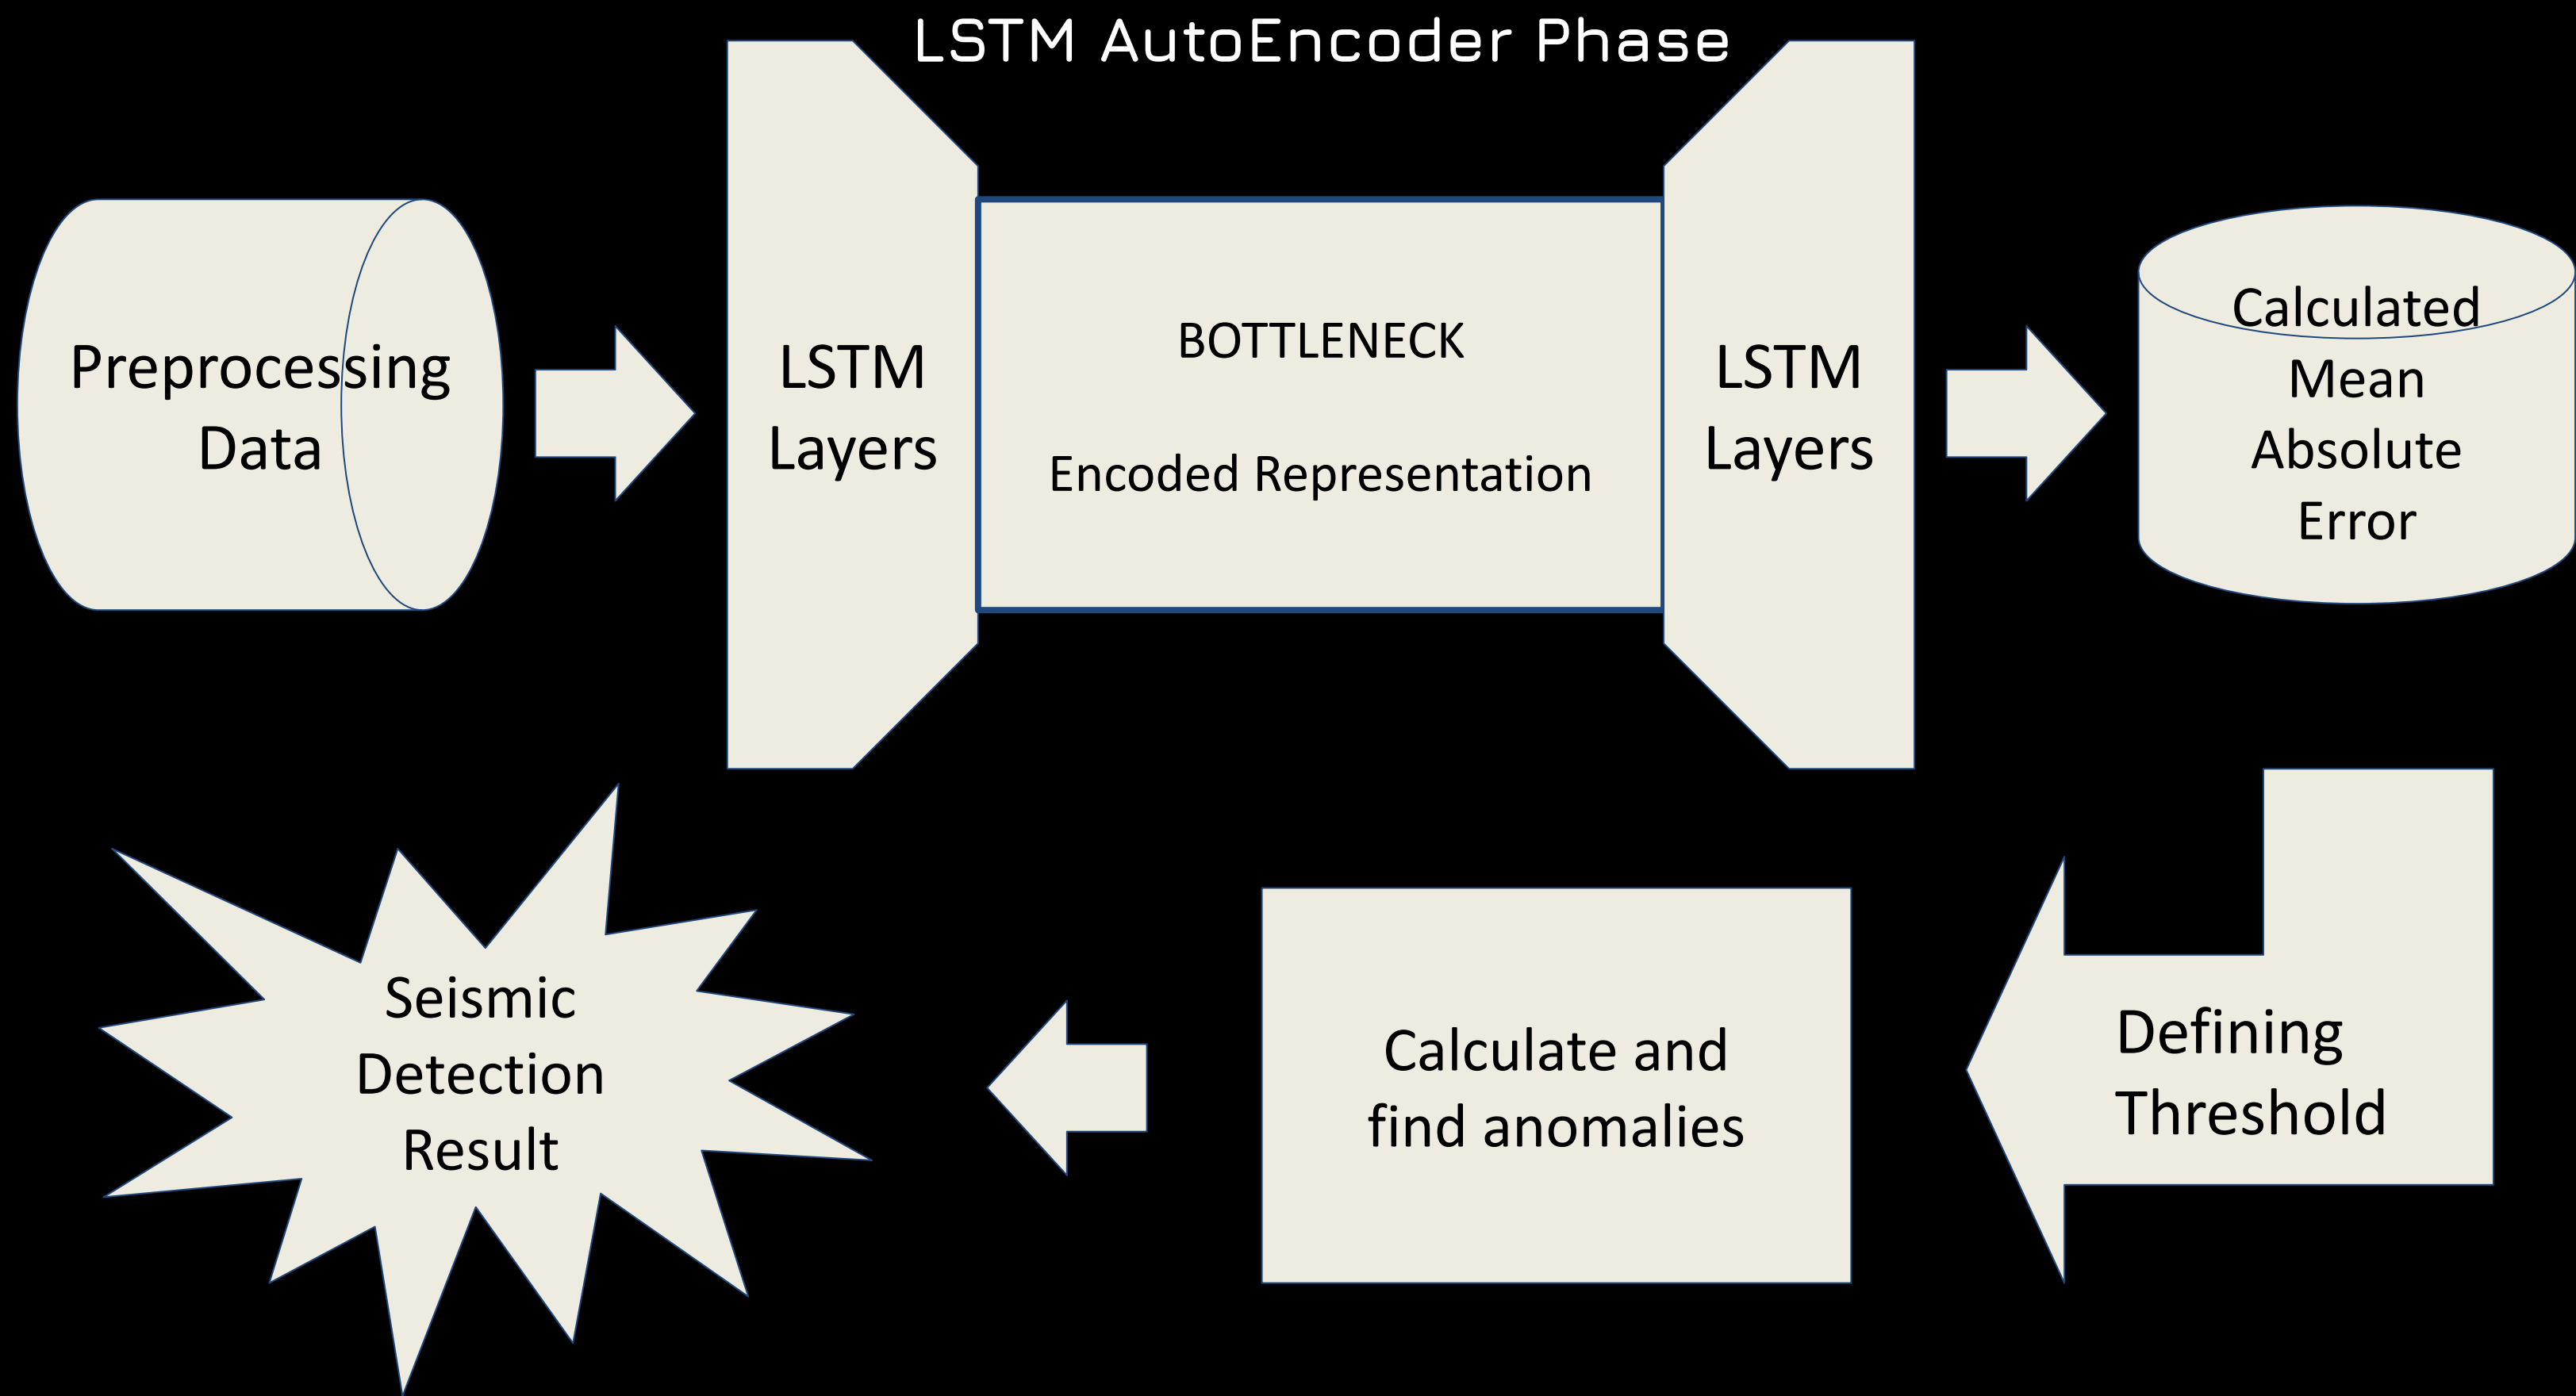 LSTM AutoEncoder Phase
Preprocessing
Data
LSTM
Layers
BOTTLENECK
Encoded Representation
LSTM
Layers
Calculated
Mean
Absolute
Error
Defining
Threshold
Calculate and
find anomalies
Seismic
Detection
Result